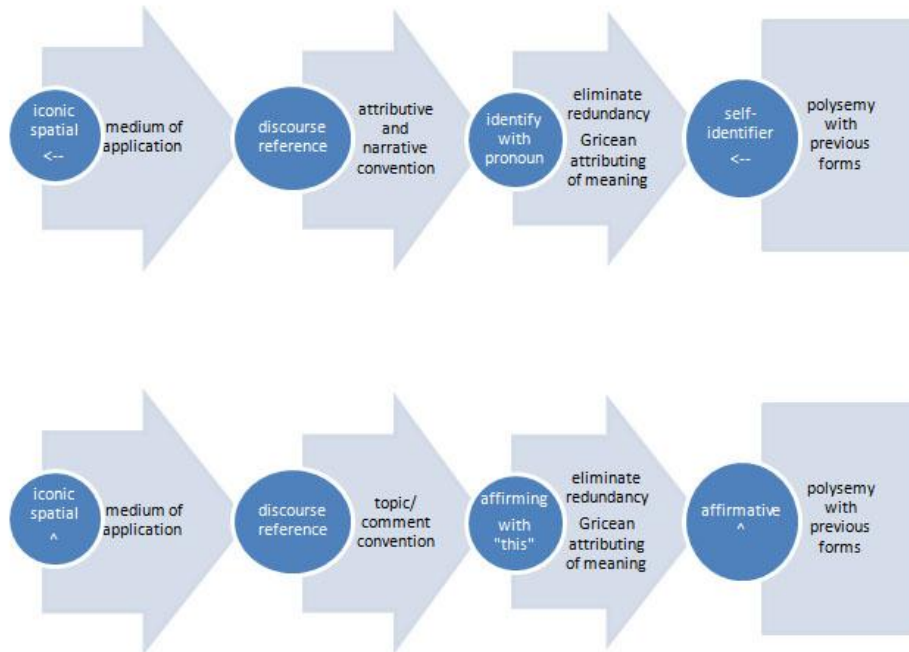 iconic
spatial
<--
medium of
application
discourse
reference
attributive
and
narrative
convention
identify
with
pronoun
eliminate
redundancy
Gricean
attributing
of meaning
self-
identifier
<--
polysemy
with
previous
forms
iconic
spatial
^
medium of
application
discourse
reference
topic/
comment
convention
affirming
with
"this"
eliminate
redundancy
Gricean
attributing
of meaning
affirmative
^
polysemy
with
previous
forms